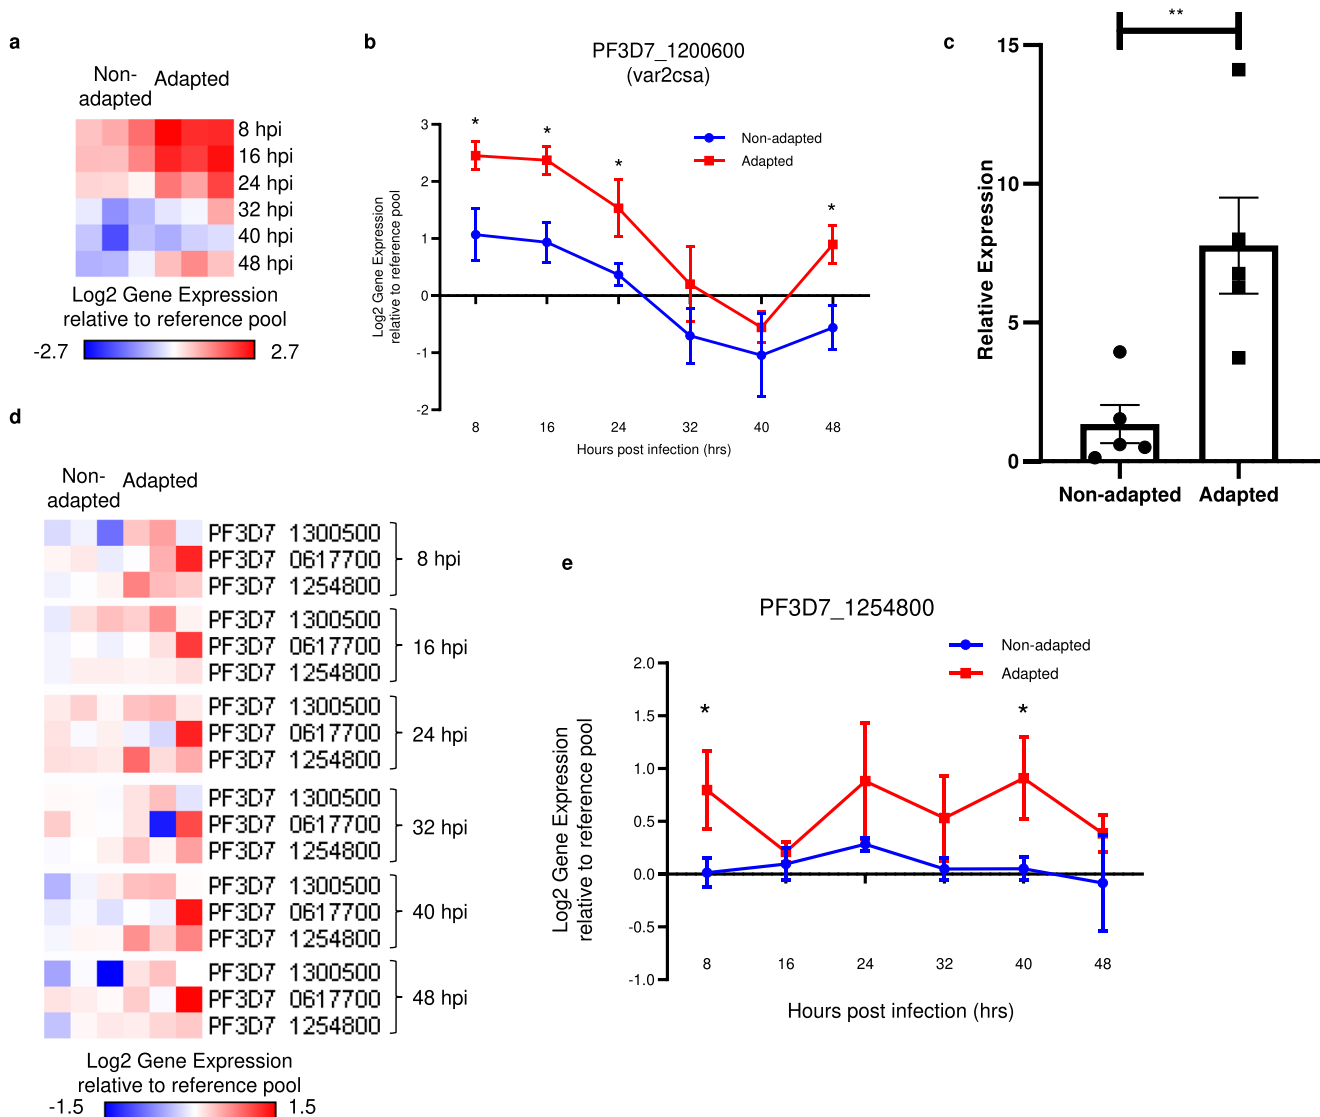 a
Non-
adapted
Adapted
8 hpi
16 hpi
24 hpi
32 hpi
40 hpi
48 hpi
Log2 Gene Expression
relative to reference pool
-2.7
2.7
b
PF3D7_1200600
(var2csa)
Non-adapted
Adapted
Log2 Gene Expression
relative to reference pool
3
2
1
0
-1
-2
*
*
*
*
8
16
24
32
40
48
Hours post infection (hrs)
c
**
Relative Expression
15
10
5
0
Non-adapted
Adapted
d
Non-
adapted
Adapted
PF3D7 1300500
PF3D7 0617700
PF3D7 1254800
8 hpi
PF3D7 1300500
PF3D7 0617700
PF3D7 1254800
16 hpi
PF3D7 1300500
PF3D7 0617700
PF3D7 1254800
24 hpi
PF3D7 1300500
PF3D7 0617700
PF3D7 1254800
32 hpi
PF3D7 1300500
PF3D7 0617700
PF3D7 1254800
40 hpi
PF3D7 1300500
PF3D7 0617700
PF3D7 1254800
48 hpi
Log2 Gene Expression
relative to reference pool
-1.5
1.5
e
PF3D7_1254800
Non-adapted
Adapted
Log2 Gene Expression
relative to reference pool
2.0
1.5
1.0
0.5
0.0
-0.5
-1.0
*
*
8
16
24
32
40
48
Hours post infection (hrs)